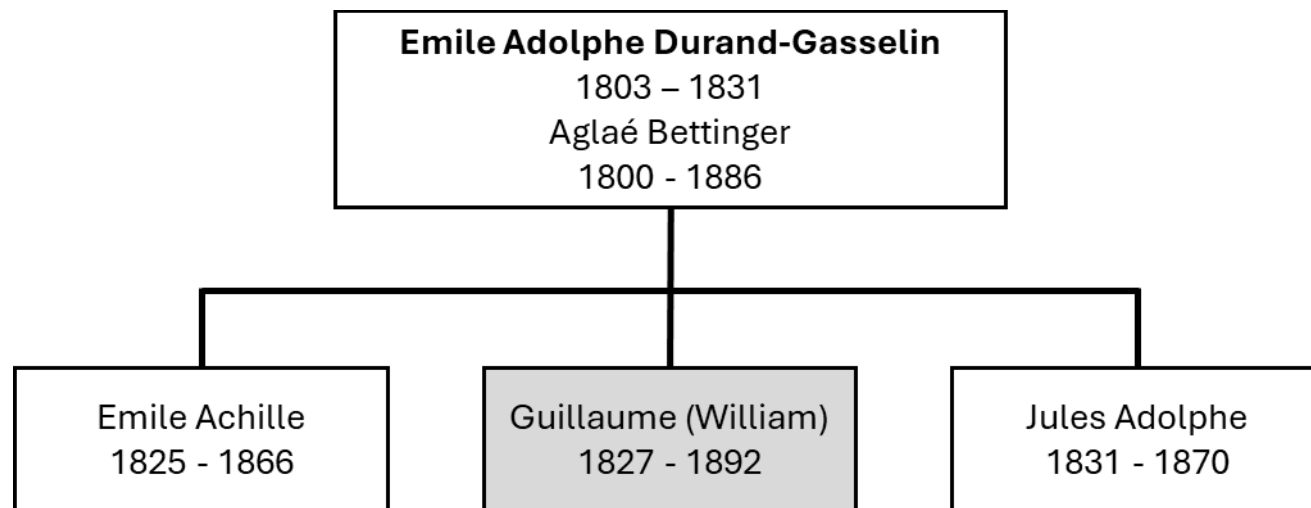 Emile Adolphe Durand-Gasselin
1803 – 1831
Aglaé Bettinger
1800 - 1886
Emile Achille
1825 - 1866
Guillaume (William)
1827 - 1892
Jules Adolphe
1831 - 1870